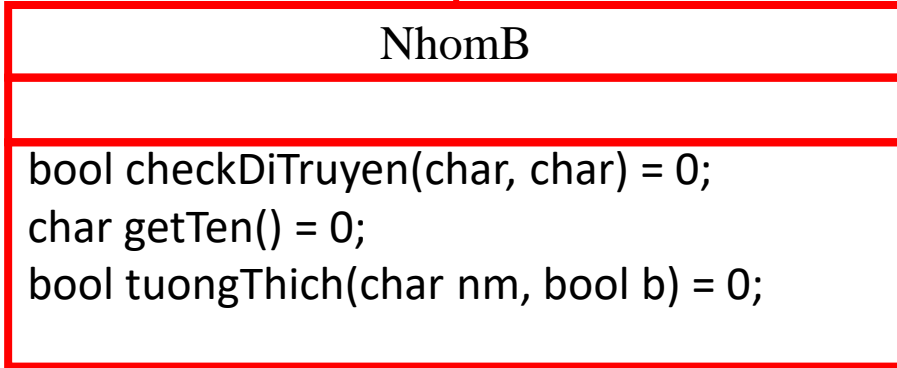 NhomB
bool checkDiTruyen(char, char) = 0;
char getTen() = 0;
bool tuongThich(char nm, bool b) = 0;